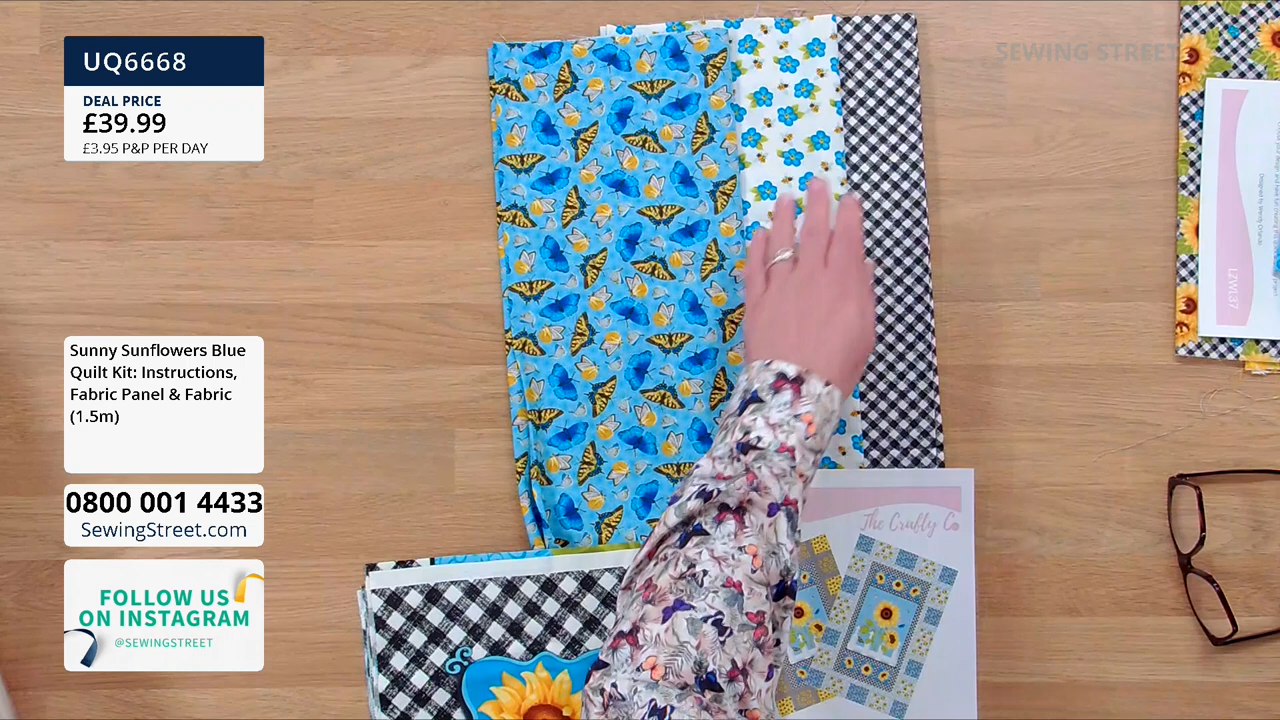 UQ6668
DEAL PRICE
£39.99
£3.95 P&P PER DAY
SEWING STREET
Sunny Sunflowers Blue
Quilt Kit: Instructions,
Fabric Panel & Fabric
(1.5m)
0800 001 4433
SewingStreet.com
FOLLOW US
ON INSTAGRAM
@SEWINGSTREET
The Crafty Co
LZWL37